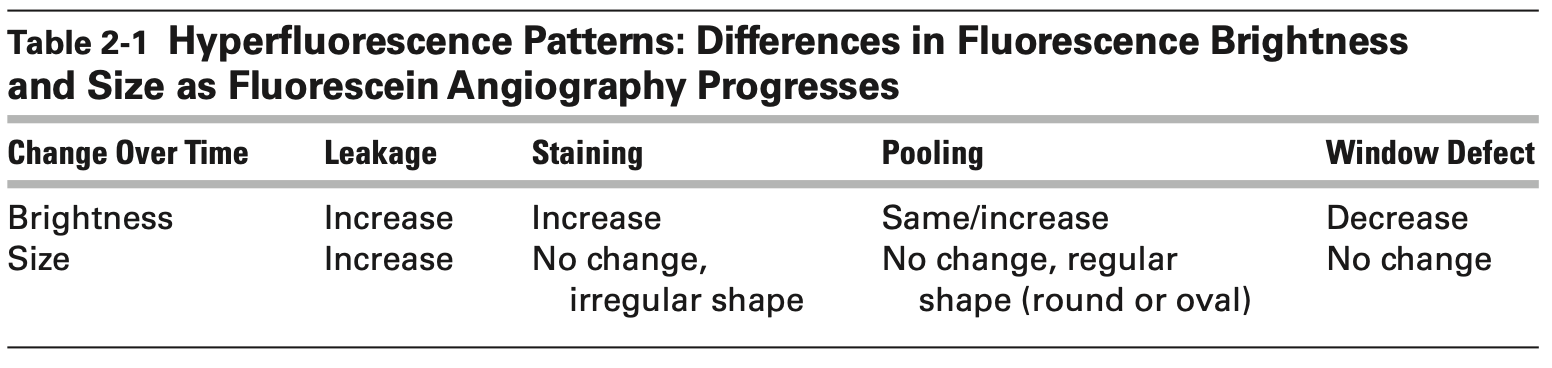 Table 2-1 Hyperfluorescence Patterns: Differences in Fluorescence Brightness
and Size as Fluorescein Angiography Progresses
Change Over Time Leakage Staining Pooling Window Defect
Brightness Increase Increase Same/increase Decrease
Size Increase No change, No change, regular No change
irregular shape shape (round or oval)